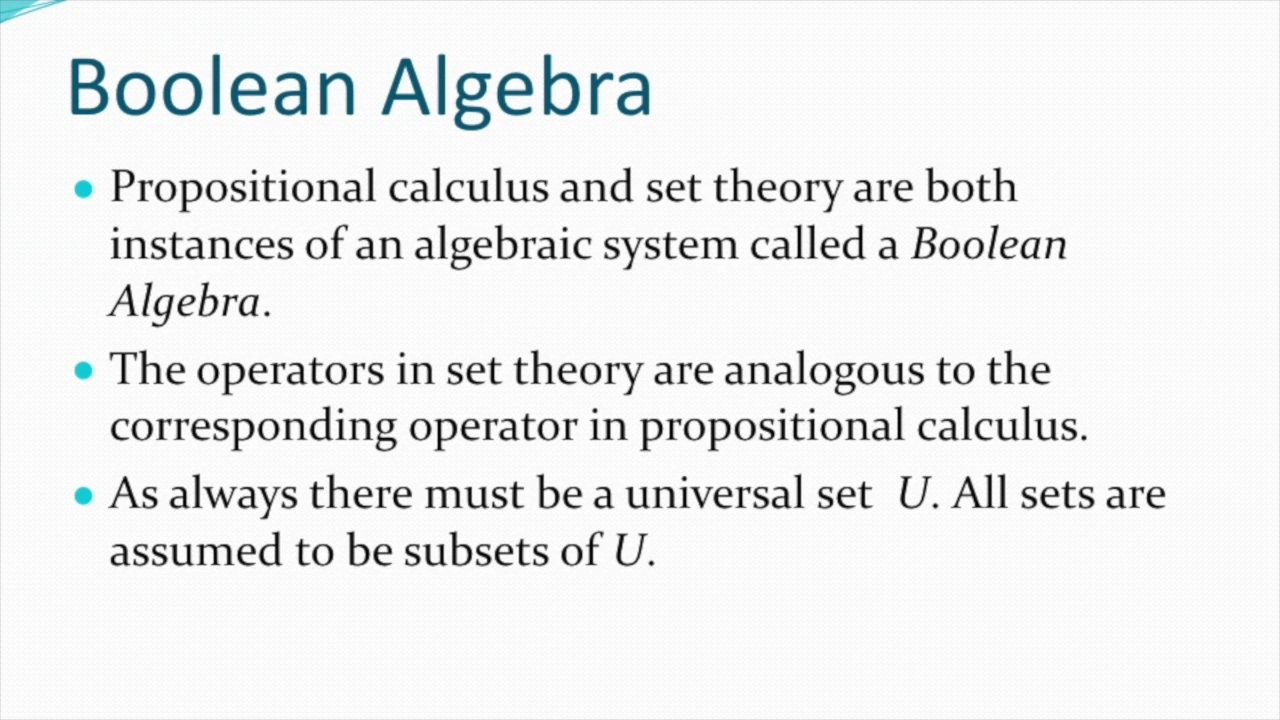 Boolean Algebra
Propositional calculus and set theory are both
instances of an algebraic system called a Boolean
Algebra.
The operators in set theory are analogous to the
corresponding operator in propositional calculus.
As always there must be a universal set U. All sets are
assumed to be subsets of U.